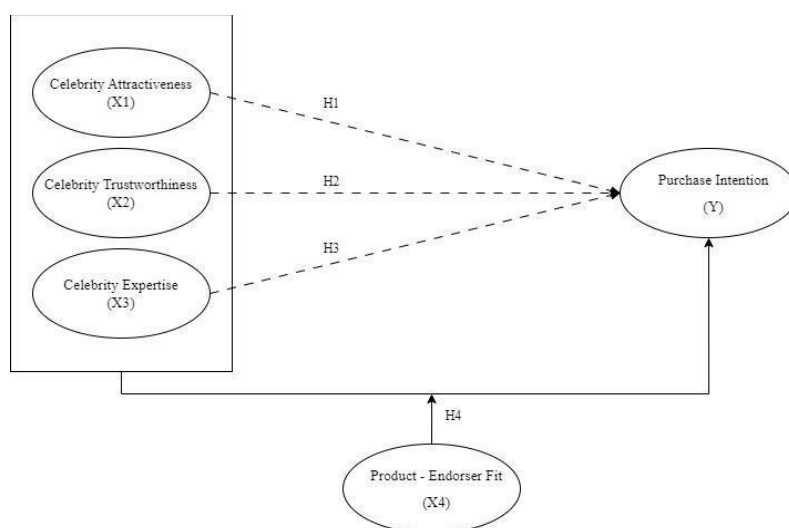 Celebrity Attractiveness
(X1)
H1
Celebrity Trustworthiness
(X2)
H2
Purchase Intention
(Y)
H3
Celebrity Expertise
(X3)
H4
Product - Endorser Fit
(X4)